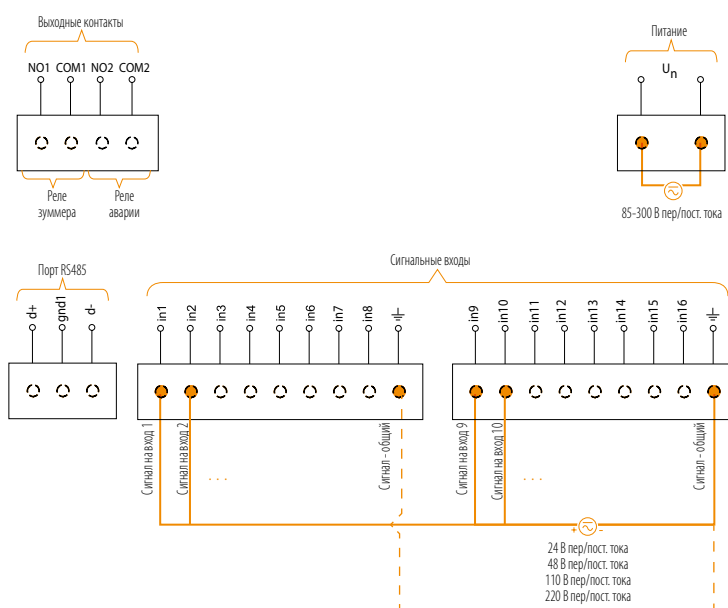 Выходные контакты
NO1 COM1 NO2 COM2
Реле зуммера
Реле аварии
Питание
Un
85-300 В пер/пост. тока
Порт RS485
d+ gnd1 d-
Сигнальные входы
in1 in2 in3 in4 in5 in6 in7 in8
in9 in10 in11 in12 in13 in14 in15 in16
Сигнал на вход 1
Сигнал на вход 2
...
Сигнал - общий
Сигнал на вход 9
Сигнал на вход 10
...
Сигнал - общий
+ -
24 В пер/пост. тока
48 В пер/пост. тока
110 В пер/пост. тока
220 В пер/пост. тока